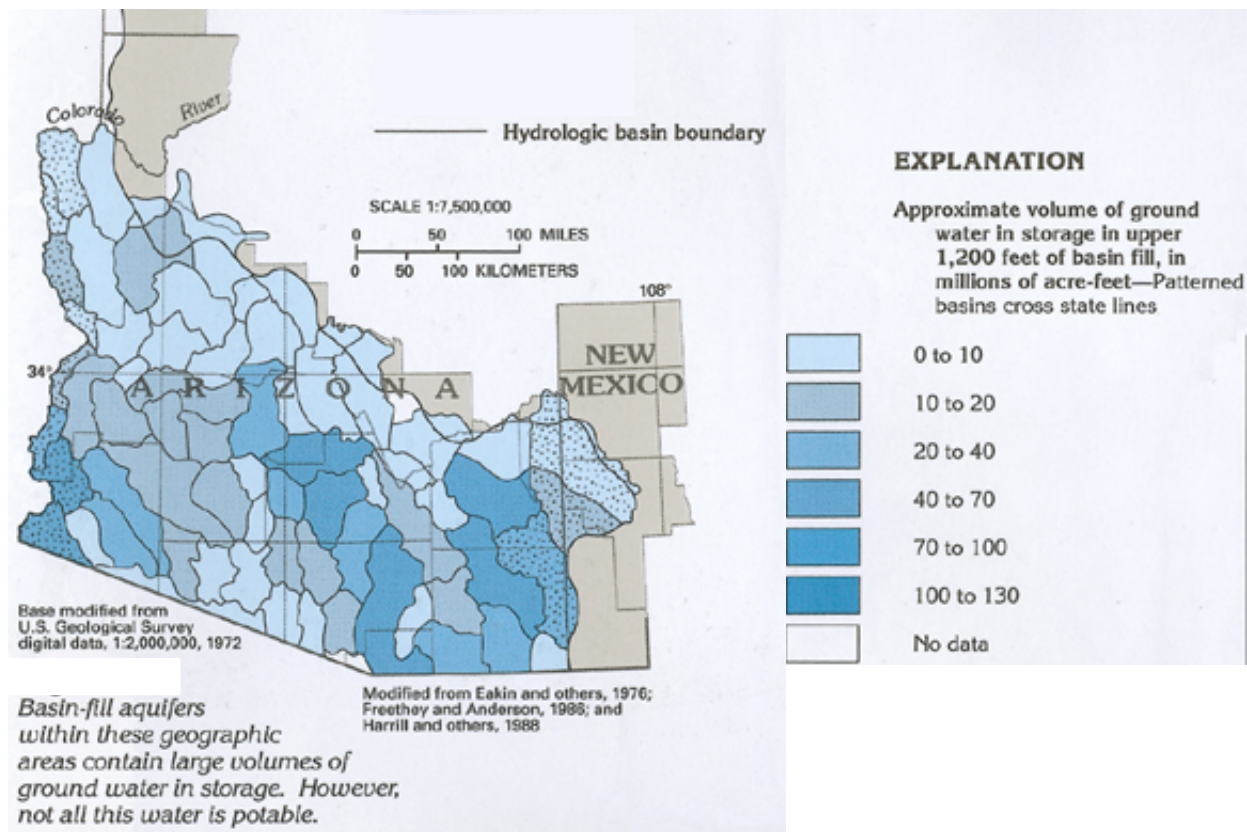 Colorado River
Hydrologic basin boundary
SCALE 1:7,500,000
0 50 100 MILES
0 50 100 KILOMETERS
108°
34°
NEW
MEXICO
ARIZONA
Base modified from
U.S. Geological Survey
digital data, 1:2,000,000, 1972
Modified from Eakin and others, 1976;
Freethey and Anderson, 1986; and
Harrill and others, 1988
Basin-fill aquifers
within these geographic
areas contain large volumes of
ground water in storage. However,
not all this water is potable.
EXPLANATION
Approximate volume of ground
water in storage in upper
1,200 feet of basin fill, in
millions of acre-feet—Patterned
basins cross state lines
0 to 10
10 to 20
20 to 40
40 to 70
70 to 100
100 to 130
No data